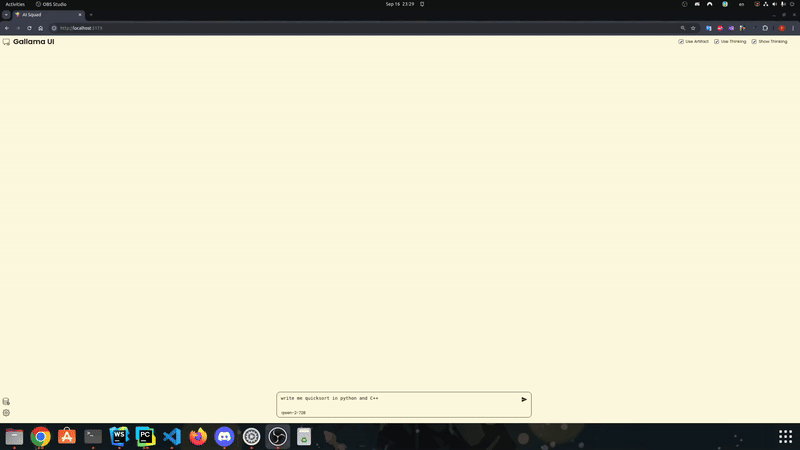 Activities OBS Studio Sep 16 23:29 en
AI Squad
http://localhost:5173
Gallama UI Use Artifact Use Thinking Show Thinking
write me quicksort in python and C++
qwen-2-72B
WS PC